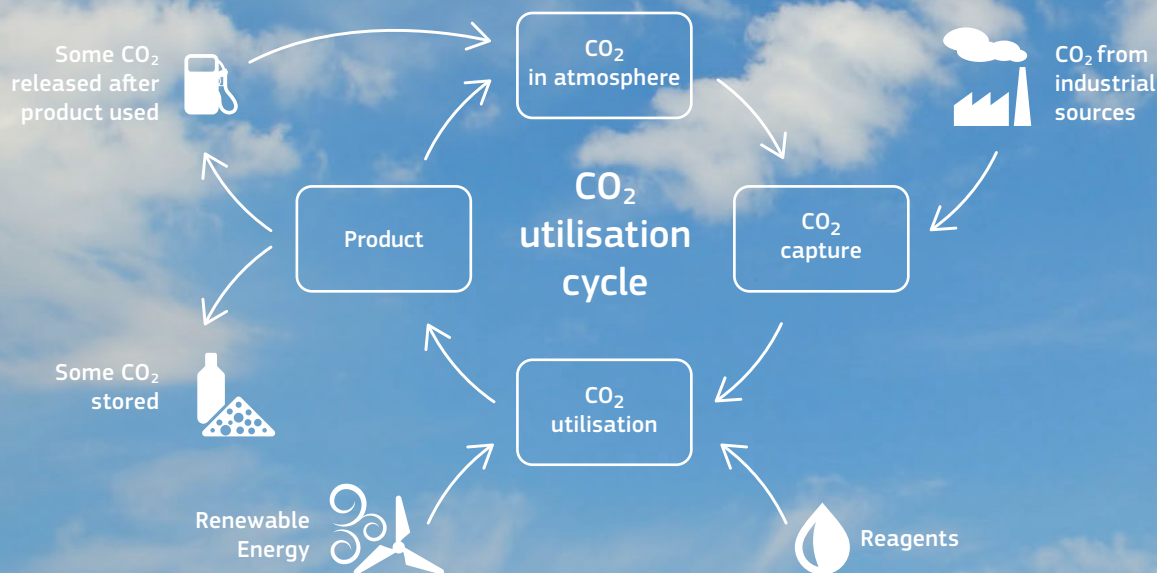 Some CO₂
released after
product used
CO₂
in atmosphere
CO₂ from
industrial
sources
CO₂
utilisation
cycle
Product
CO₂
capture
Some CO₂
stored
CO₂
utilisation
Renewable
Energy
Reagents